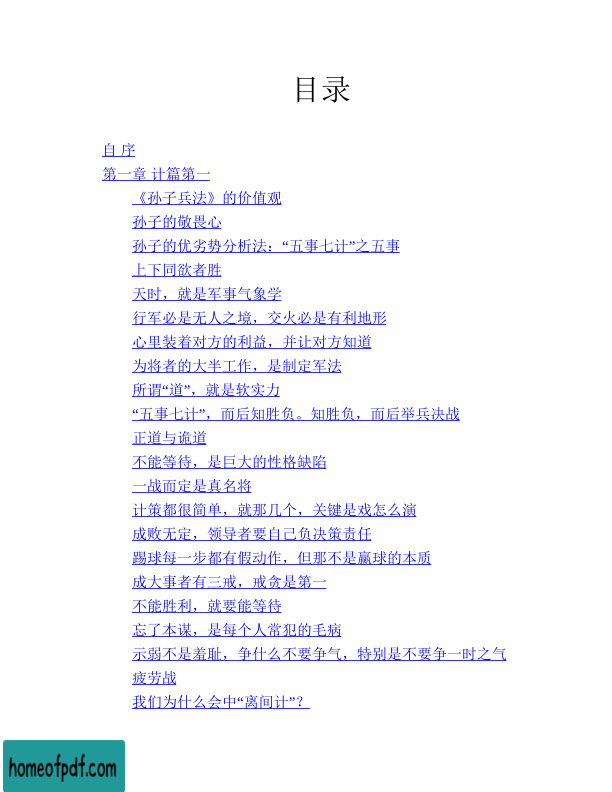 目录
自 序
第一章 计篇第一
《孙子兵法》的价值观
孙子的敬畏心
孙子的优劣势分析法：“五事七计”之五事
上下同欲者胜
天时，就是军事气象学
行军必是无人之境，交火必是有利地形
心里装着对方的利益，并让对方知道
为将者的大半工作，是制定军法
所谓“道”，就是软实力
“五事七计”，而后知胜负。知胜负，而后举兵决战
正道与诡道
不能等待，是巨大的性格缺陷
一战而定是真名将
计策都很简单，就那几个，关键是戏怎么演
成败无定，领导者要自己负决策责任
踢球每一步都有假动作，但那不是赢球的本质
成大事者有三戒，戒贪是第一
不能胜利，就要能等待
忘了本谋，是每个人常犯的毛病
示弱不是羞耻，争什么不要争气，特别是不要争一时之气
疲劳战
我们为什么会中“离间计”？
homeofpdf.com